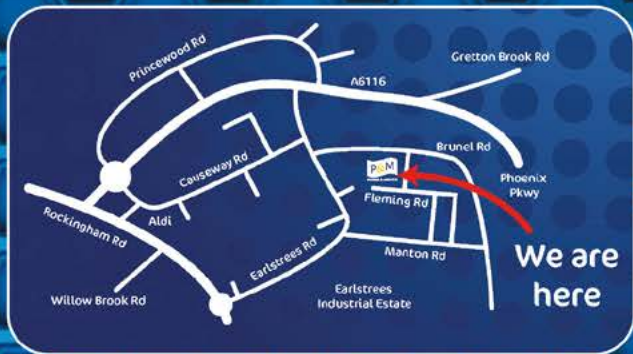 Princewood Rd
Gretton Brook Rd
A6116
Brunel Rd
Causeway Rd
P&M
Phoenix
Pkwy
Fleming Rd
Aldi
Rockingham Rd
Earlstrees Rd
Manton Rd
We are
here
Willow Brook Rd
Earlstrees
Industrial Estate